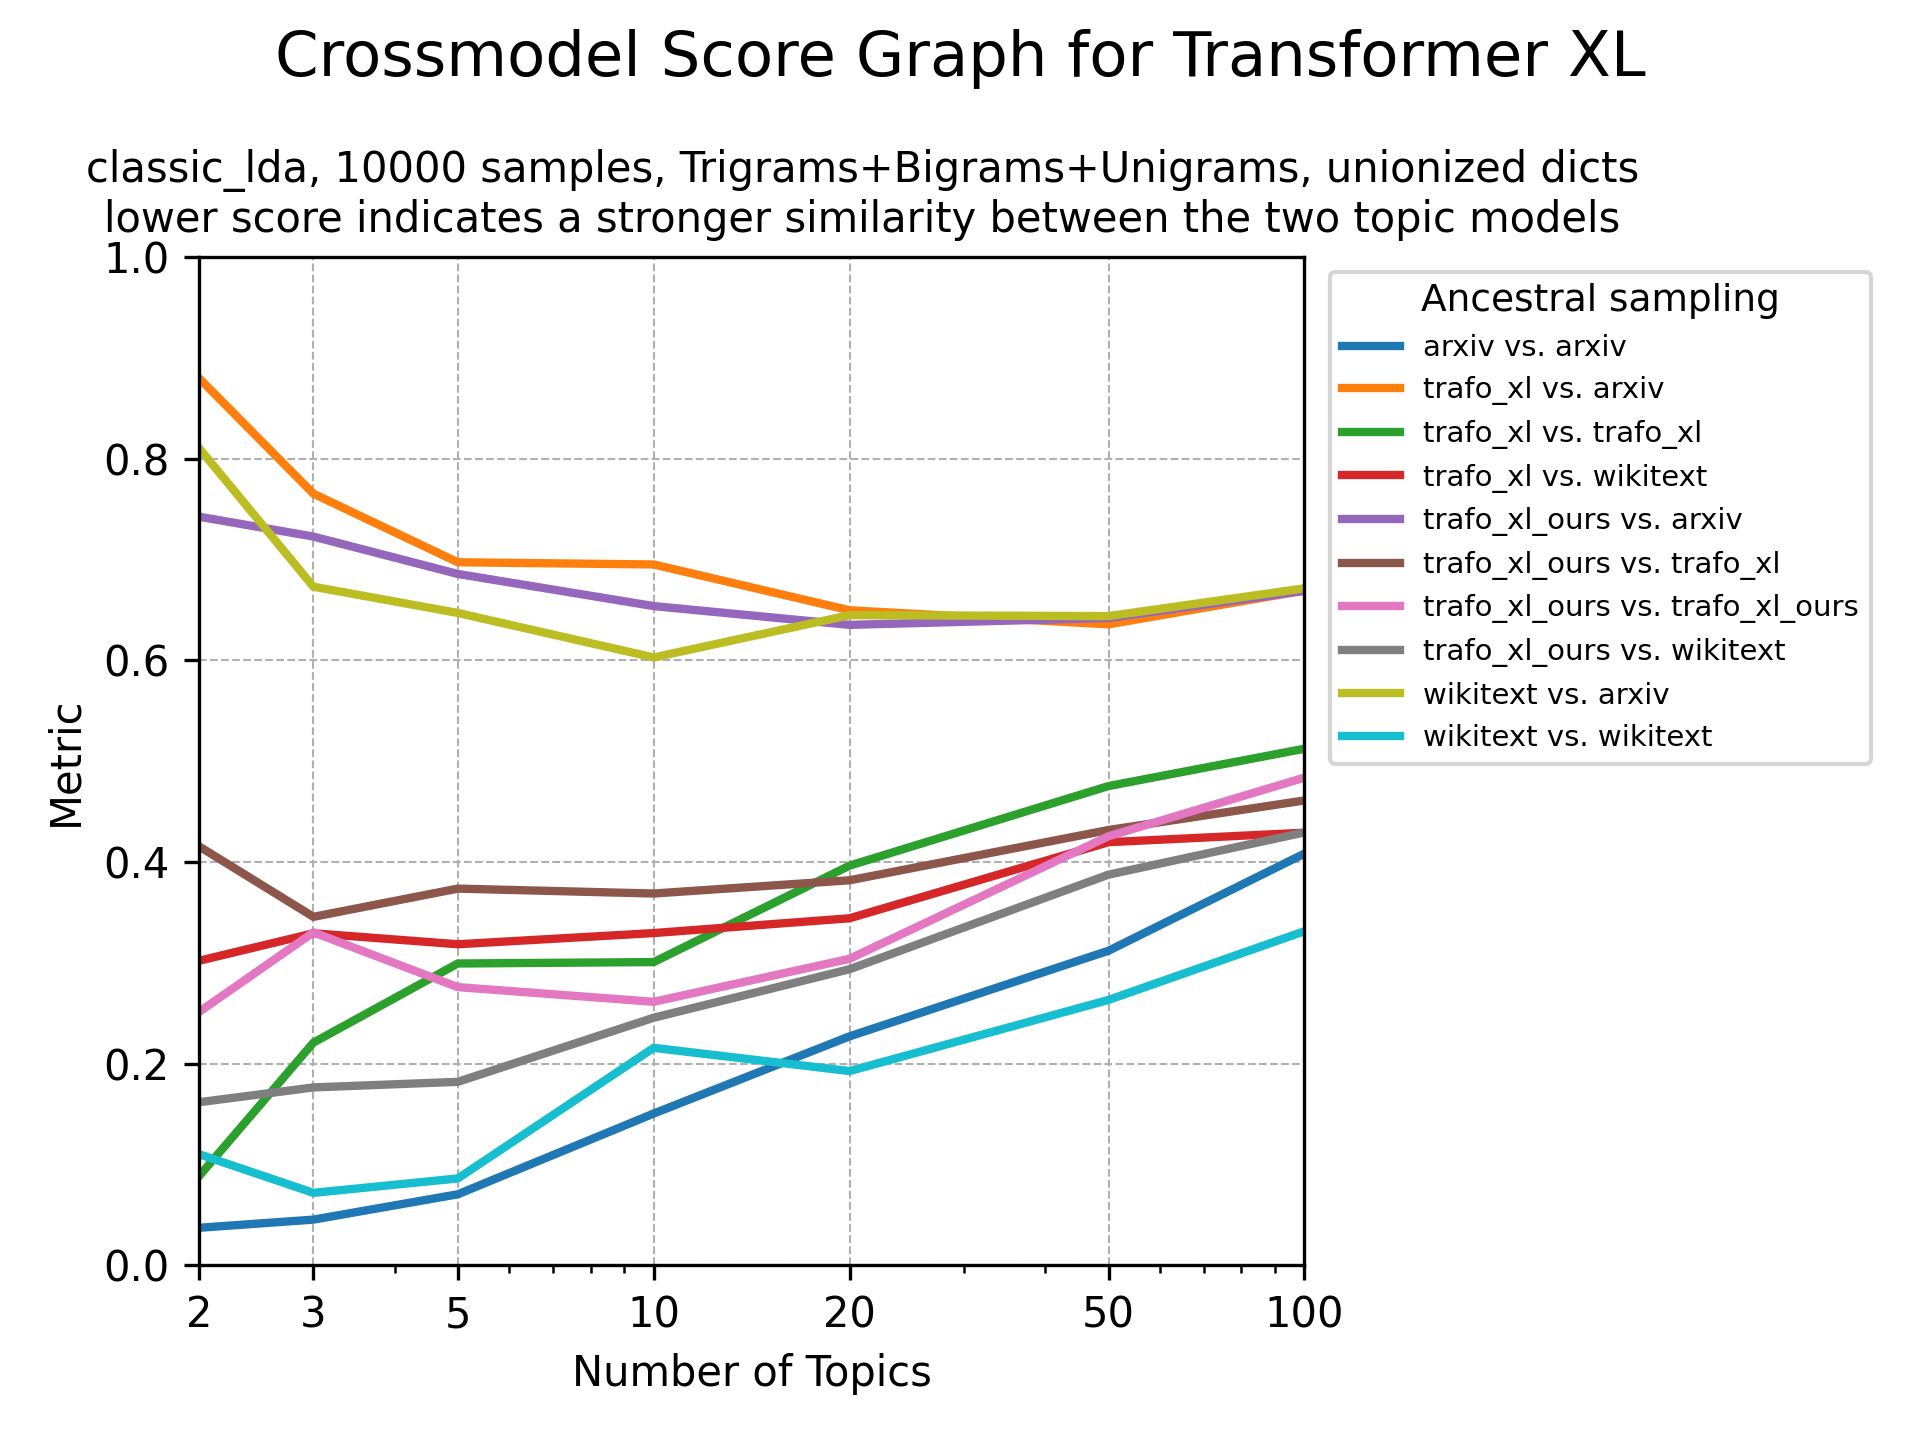 Crossmodel Score Graph for Transformer XL
classic_lda, 10000 samples, Trigrams+Bigrams+Unigrams, unionized dicts
lower score indicates a stronger similarity between the two topic models
1.0
0.8
0.6
0.4
0.2
0.0
Metric
2 3 5 10 20 50 100
Number of Topics
Ancestral sampling
arxiv vs. arxiv
trafo_xl vs. arxiv
trafo_xl vs. trafo_xl
trafo_xl vs. wikitext
trafo_xl_ours vs. arxiv
trafo_xl_ours vs. trafo_xl
trafo_xl_ours vs. trafo_xl_ours
trafo_xl_ours vs. wikitext
wikitext vs. arxiv
wikitext vs. wikitext